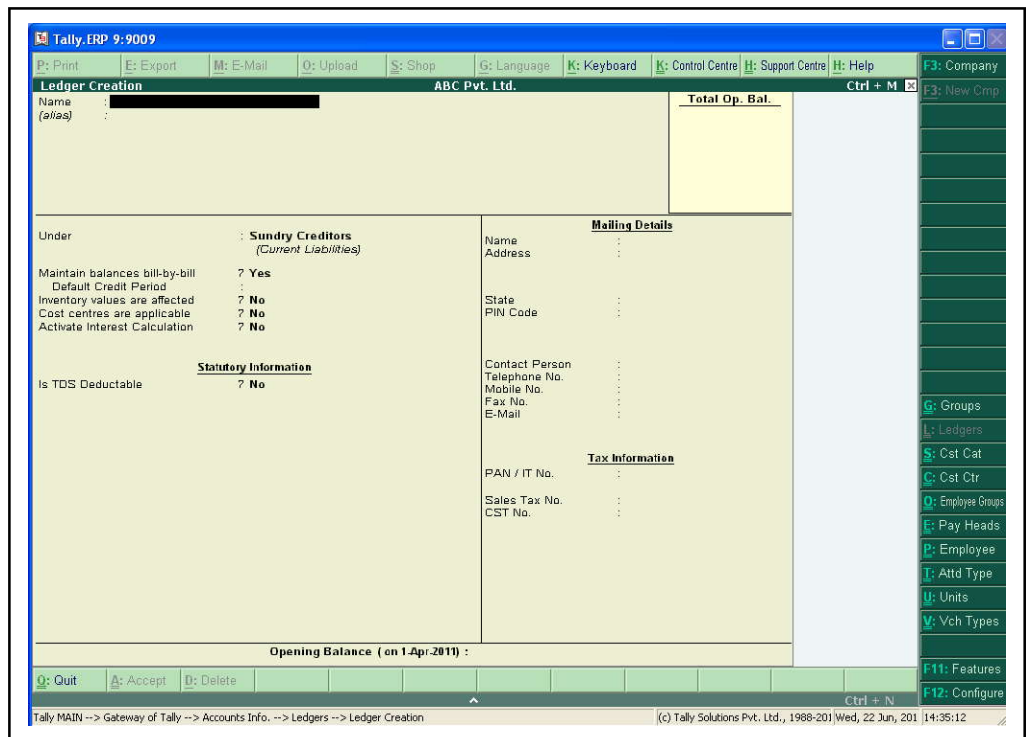 Tally.ERP 9:9009
P: Print E: Export M: E-Mail O: Upload S: Shop G: Language K: Keyboard K: Control Centre H: Support Centre H: Help
F3: Company
Ledger Creation ABC Pvt. Ltd. Ctrl + M
F3: New Cmp
Name :
(alias) :
Total Op. Bal.
Under : Sundry Creditors
(Current Liabilities)
Maintain balances bill-by-bill ? Yes
Default Credit Period :
Inventory values are affected ? No
Cost centres are applicable ? No
Activate Interest Calculation ? No
Statutory Information
Is TDS Deductable ? No
Mailing Details
Name :
Address :
State :
PIN Code :
Contact Person :
Telephone No. :
Mobile No. :
Fax No. :
E-Mail :
Tax Information
PAN / IT No. :
Sales Tax No. :
CST No. :
Opening Balance ( on 1-Apr-2011) :
G: Groups
L: Ledgers
S: Cst Cat
C: Cst Ctr
O: Employee Groups
E: Pay Heads
P: Employee
T: Attd Type
U: Units
V: Vch Types
F11: Features
F12: Configure
Q: Quit A: Accept D: Delete
Ctrl + N
Tally MAIN --> Gateway of Tally --> Accounts Info. --> Ledgers --> Ledger Creation (c) Tally Solutions Pvt. Ltd., 1988-201 Wed, 22 Jun, 201 14:35:12